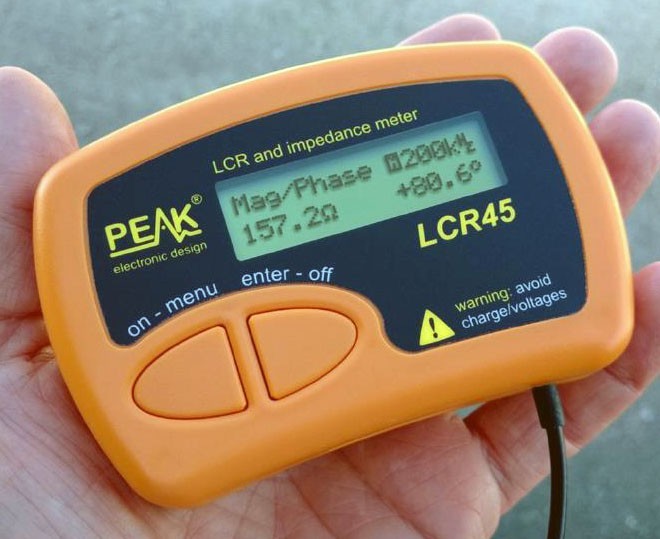 LCR and impedance meter
Mag/Phase H200kHz
157.2Ω +80.6°
PEAK®
electronic design
LCR45
on - menu enter - off
warning: avoid
charge/voltages